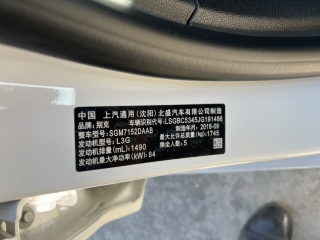 中国 上汽通用(沈阳)北盛汽车有限公司制造
品牌:别克 车辆识别代号:LSGBC5345JG191486
整车型号:SGM7152DAAB 制造年月:2018-09
发动机型号:L3G 最大允许总质量(kg):1745
发动机排量(mL):1490 乘坐人数:5
发动机最大净功率(kW):84